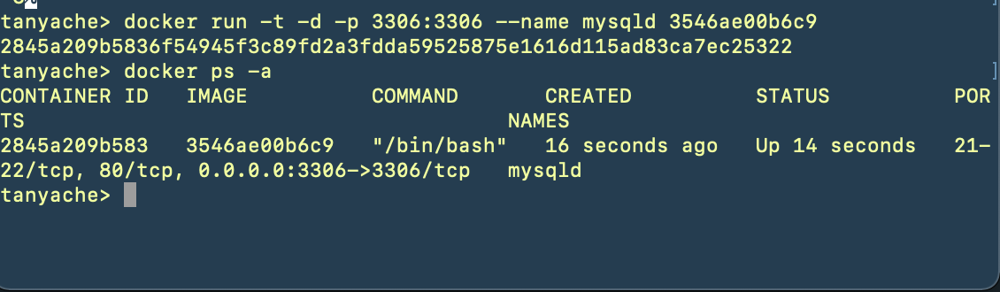 tanyache> docker run -t -d -p 3306:3306 --name mysqld 3546ae00b6c9
2845a209b5836f54945f3c89fd2a3fdda59525875e1616d115ad83ca7ec25322
tanyache> docker ps -a ]
CONTAINER ID   IMAGE          COMMAND       CREATED          STATUS          POR
TS                                       NAMES
2845a209b583   3546ae00b6c9   "/bin/bash"   16 seconds ago   Up 14 seconds   21-
22/tcp, 80/tcp, 0.0.0.0:3306->3306/tcp   mysqld
tanyache>